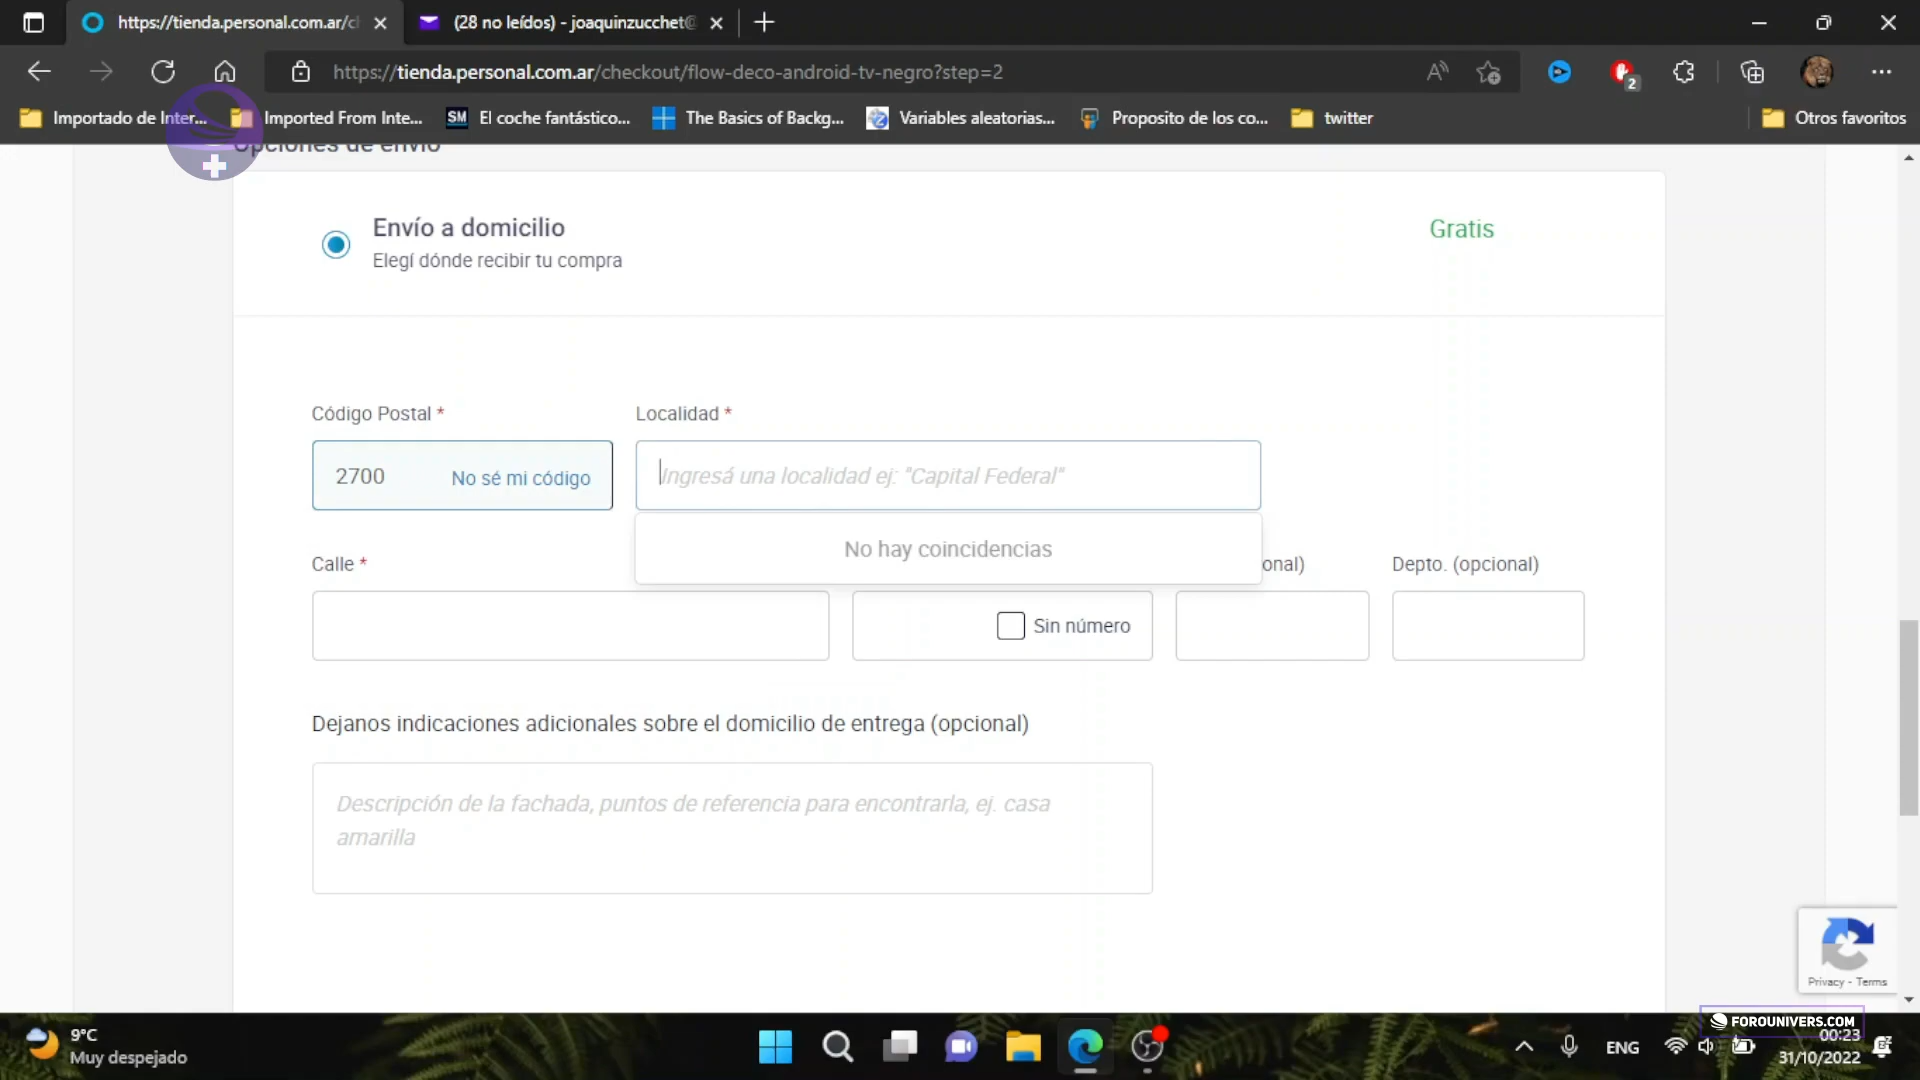 https://tienda.personal.com.ar/cl
(28 no leídos) - joaquinzucchet@
https://tienda.personal.com.ar/checkout/flow-deco-android-tv-negro?step=2
2
Importado de Inter...
Imported From Inte...
SM
El coche fantástico...
The Basics of Backg...
Variables aleatorias...
Proposito de los co...
twitter
Otros favoritos
Opciones de envío
Envío a domicilio
Gratis
Elegí dónde recibir tu compra
Código Postal *
Localidad *
2700
No sé mi código
Ingresá una localidad ej: "Capital Federal"
No hay coincidencias
Calle *
onal)
Depto. (opcional)
Sin número
Dejanos indicaciones adicionales sobre el domicilio de entrega (opcional)
Descripción de la fachada, puntos de referencia para encontrarla, ej. casa
amarilla
Privacy - Terms
FOROUNIVERS.COM
9°C
Muy despejado
ENG
00:23
31/10/2022